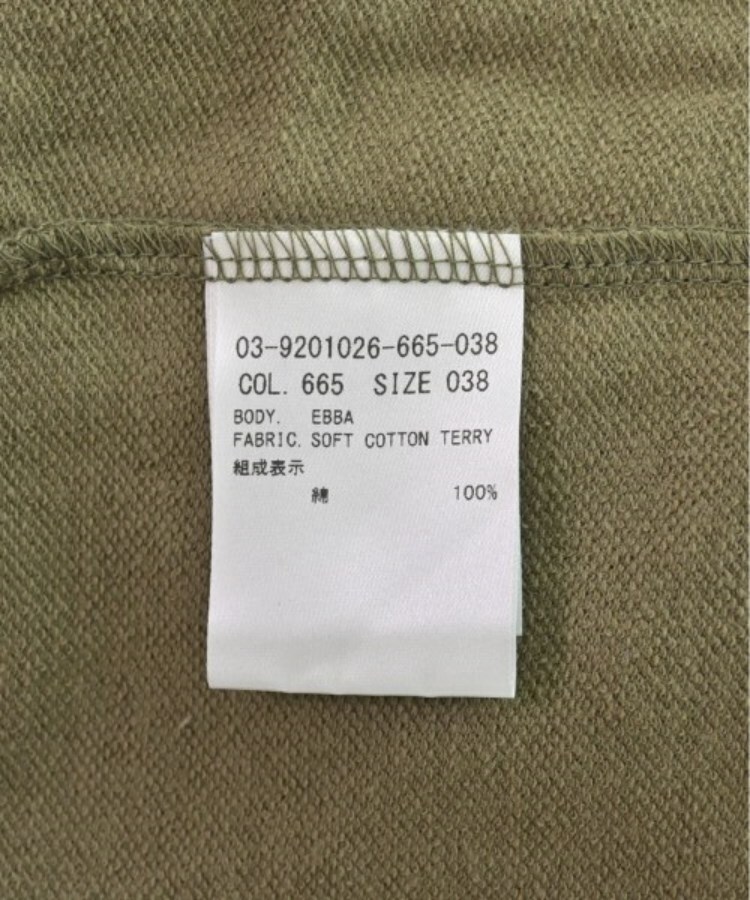 03-9201026-665-038
COL. 665 SIZE 038
BODY. EBBA
FABRIC. SOFT COTTON TERRY
組成表示
綿 100%